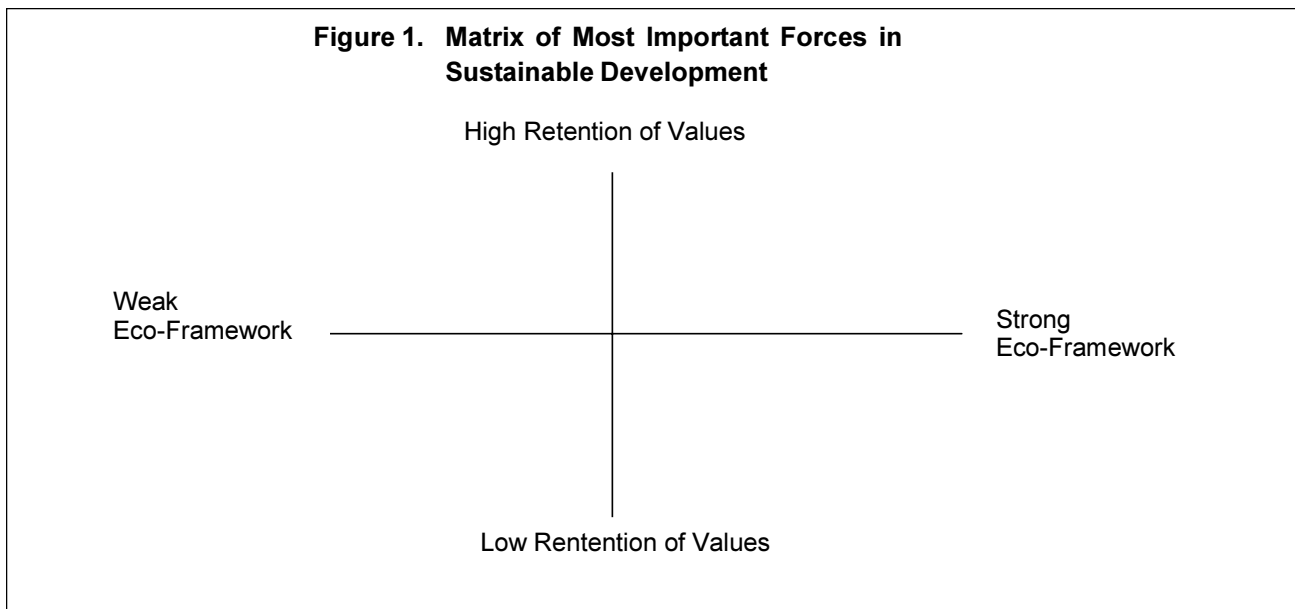 Figure 1. Matrix of Most Important Forces in
Sustainable Development
High Retention of Values
Weak
Eco-Framework
Strong
Eco-Framework
Low Rentention of Values